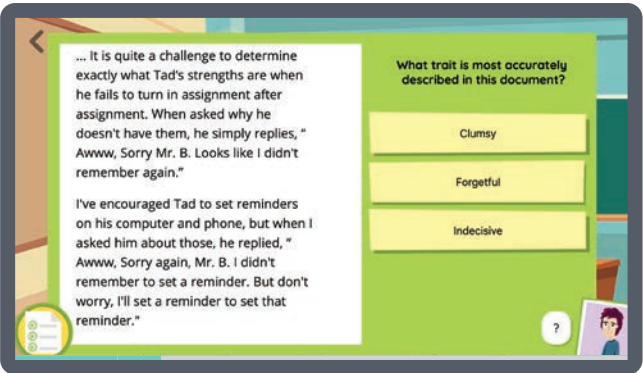 ... It is quite a challenge to determine
exactly what Tad's strengths are when
he fails to turn in assignment after
assignment. When asked why he
doesn't have them, he simply replies, “
Awww, Sorry Mr. B. Looks like I didn't
remember again.”
I've encouraged Tad to set reminders
on his computer and phone, but when I
asked him about those, he replied, ”
Awww, Sorry again, Mr. B. I didn't
remember to set a reminder. But don't
worry, I'll set a reminder to set that
reminder."
What trait is most accurately
described in this document?
Clumsy
Forgetful
Indecisive
?